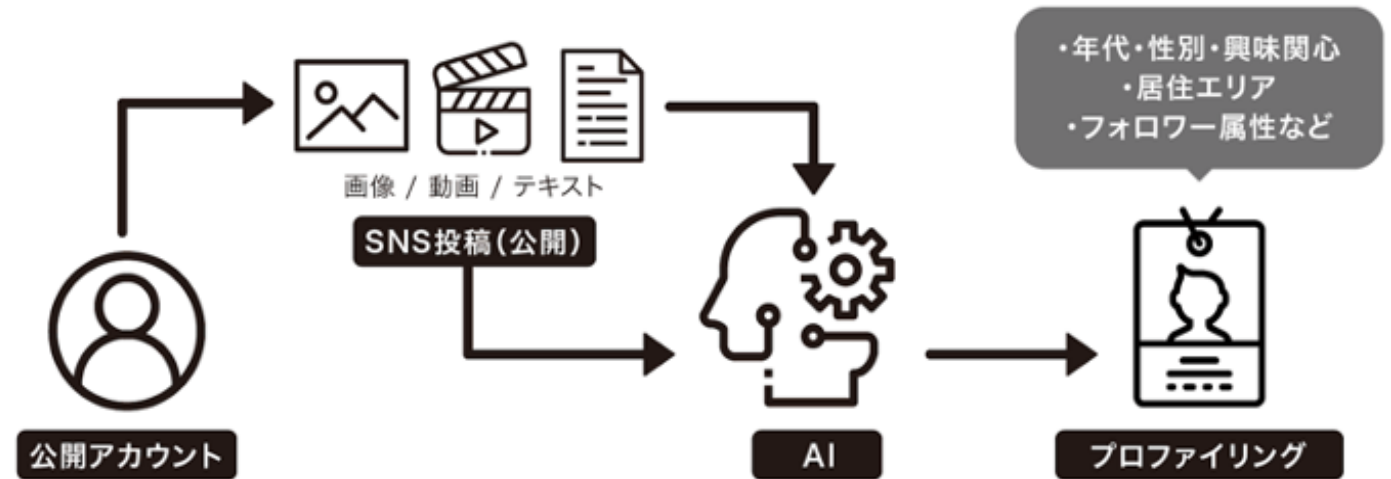 画像 / 動画 / テキスト
SNS投稿(公開)
公開アカウント
AI
・年代・性別・興味関心
・居住エリア
・フォロワー属性など
プロファイリング